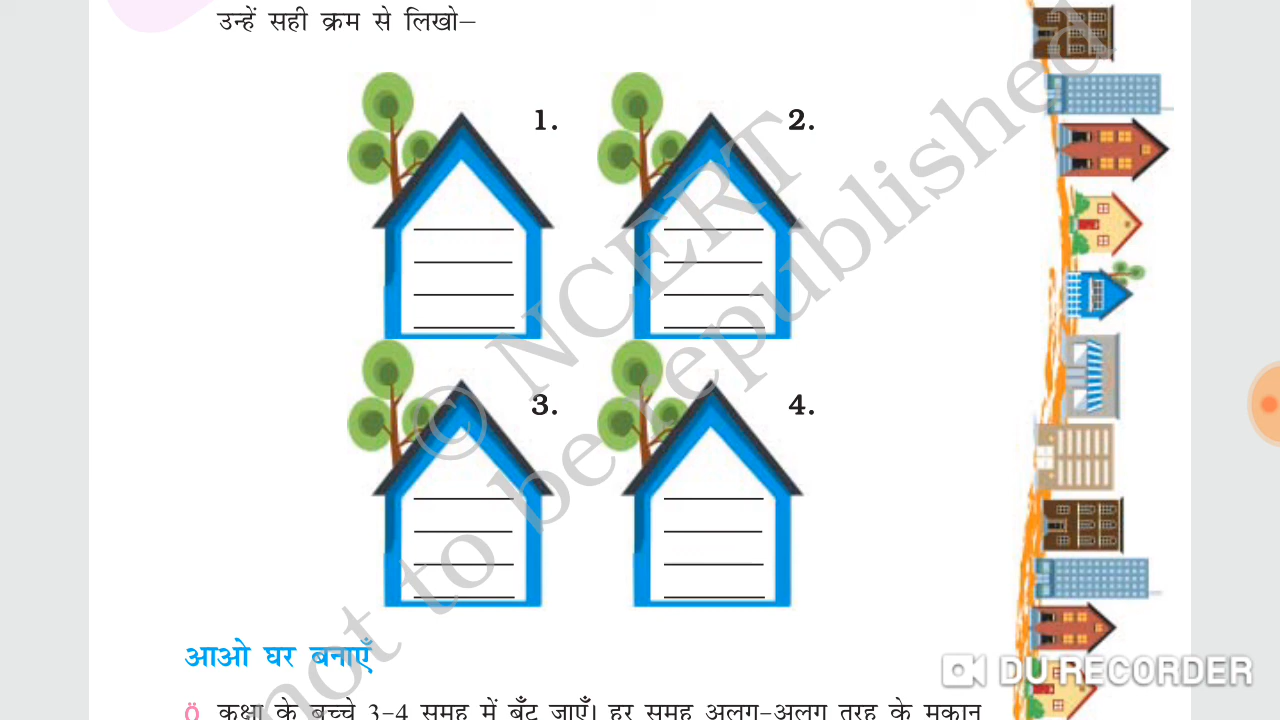 उन्हें सही क्रम से लिखो–
1.
2.
3.
4.
© NCERT
not to be republished
आओ घर बनाएँ
कक्षा के बच्चे 3-4 समूह में बँट जाएँ। हर समूह अलग-अलग तरह के मकान
DU RECORDER